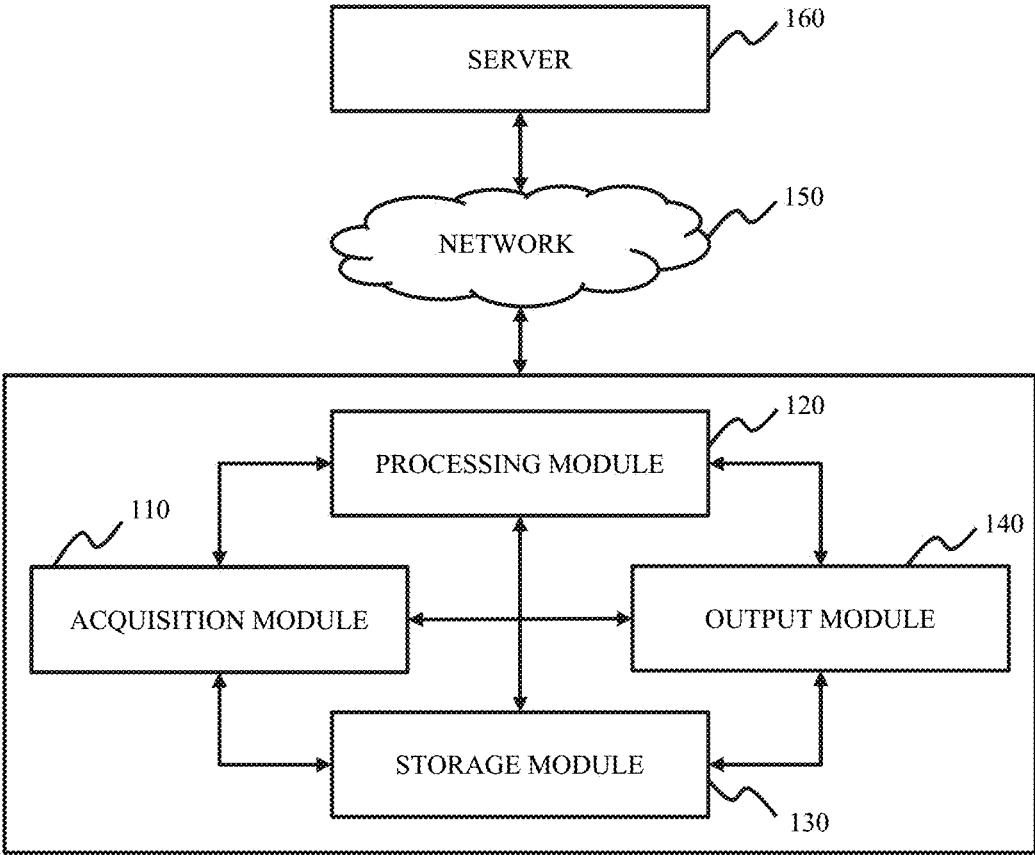 160
SERVER
150
NETWORK
120
PROCESSING MODULE
110
140
ACQUISITION MODULE
OUTPUT MODULE
STORAGE MODULE
130